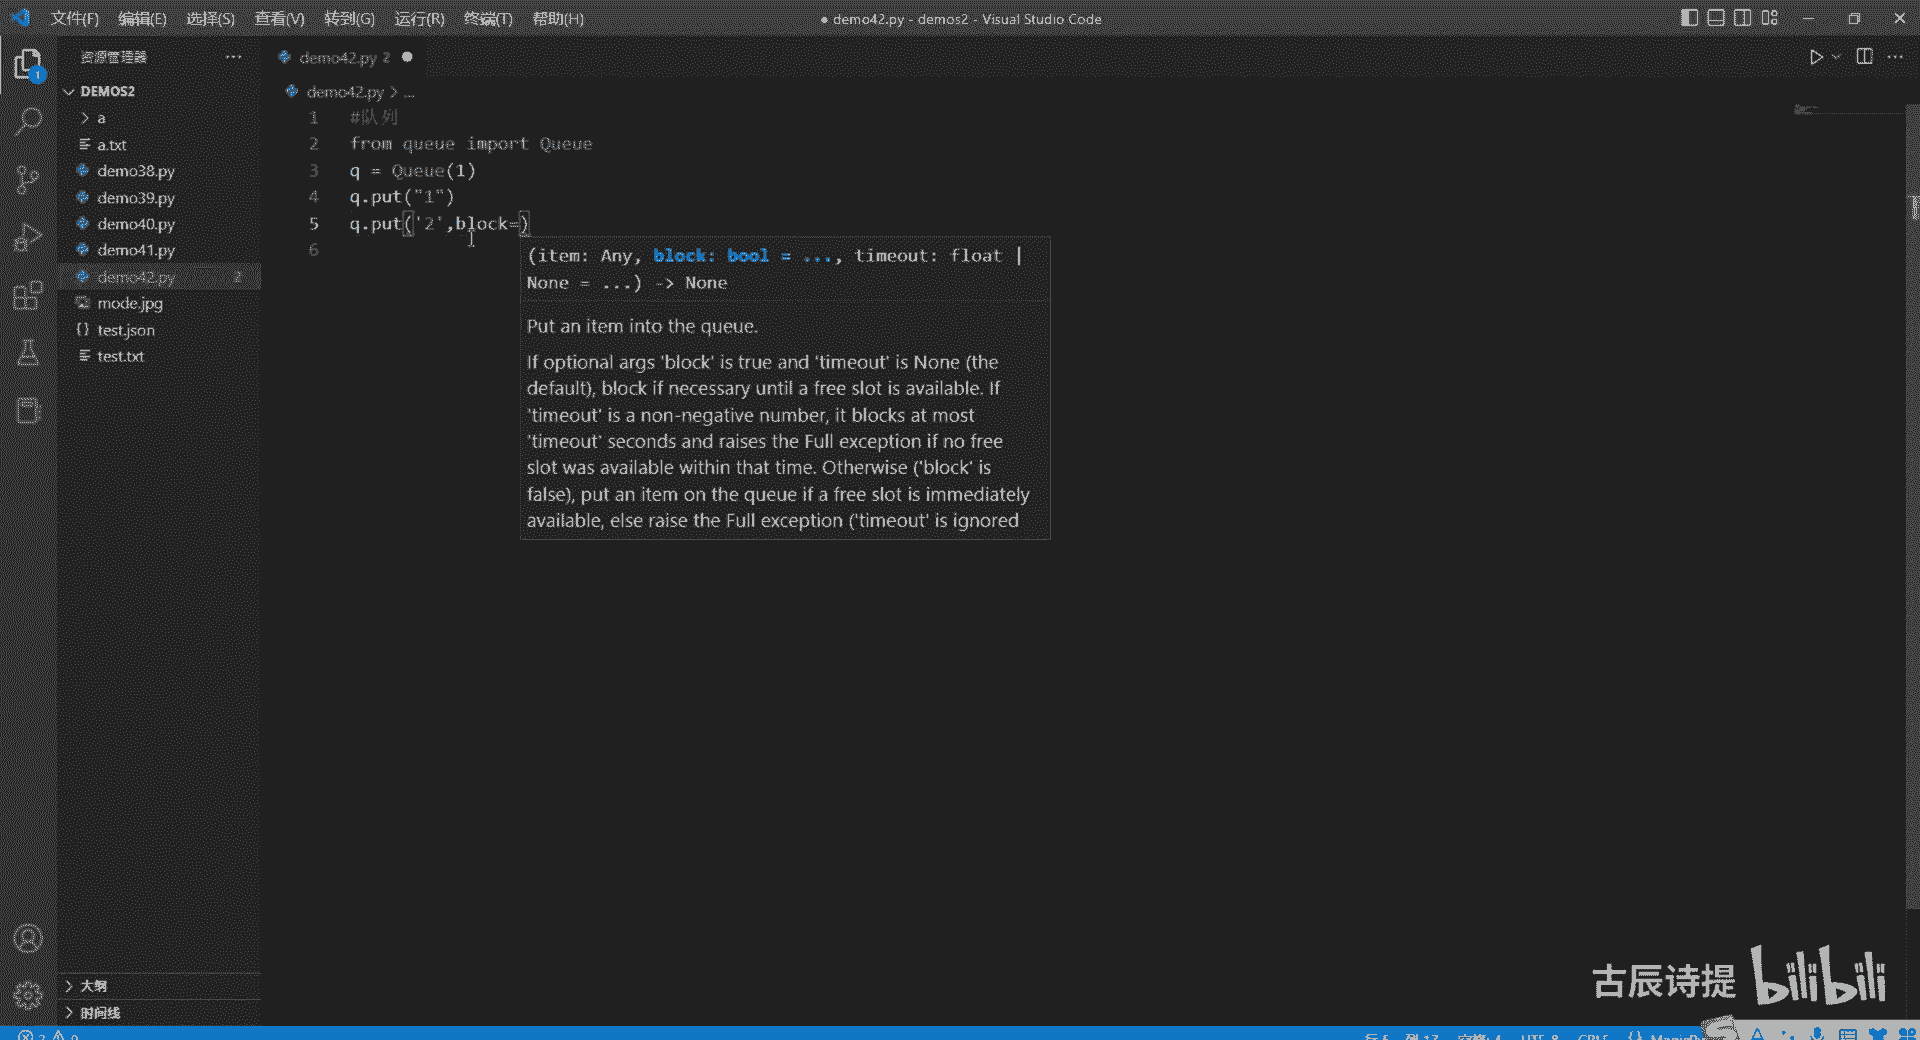 文件(F) 编辑(E) 选择(S) 查看(V) 转到(G) 运行(R) 终端(T) 帮助(H)
● demo42.py - demos2 - Visual Studio Code
资源管理器
demo42.py 2 ●
1
DEMOS2
demo42.py > ...
a
a.txt
demo38.py
demo39.py
demo40.py
demo41.py
demo42.py 2
mode.jpg
{} test.json
test.txt
1 #队列
2 from queue import Queue
3 q = Queue(1)
4 q.put("1")
5 q.put('2',block=)
6
(item: Any, block: bool = ..., timeout: float |
None = ...) -> None
Put an item into the queue.
If optional args 'block' is true and 'timeout' is None (the
default), block if necessary until a free slot is available. If
'timeout' is a non-negative number, it blocks at most
'timeout' seconds and raises the Full exception if no free
slot was available within that time. Otherwise ('block' is
false), put an item on the queue if a free slot is immediately
available, else raise the Full exception ('timeout' is ignored
大纲
时间线
古辰诗提 bilibili